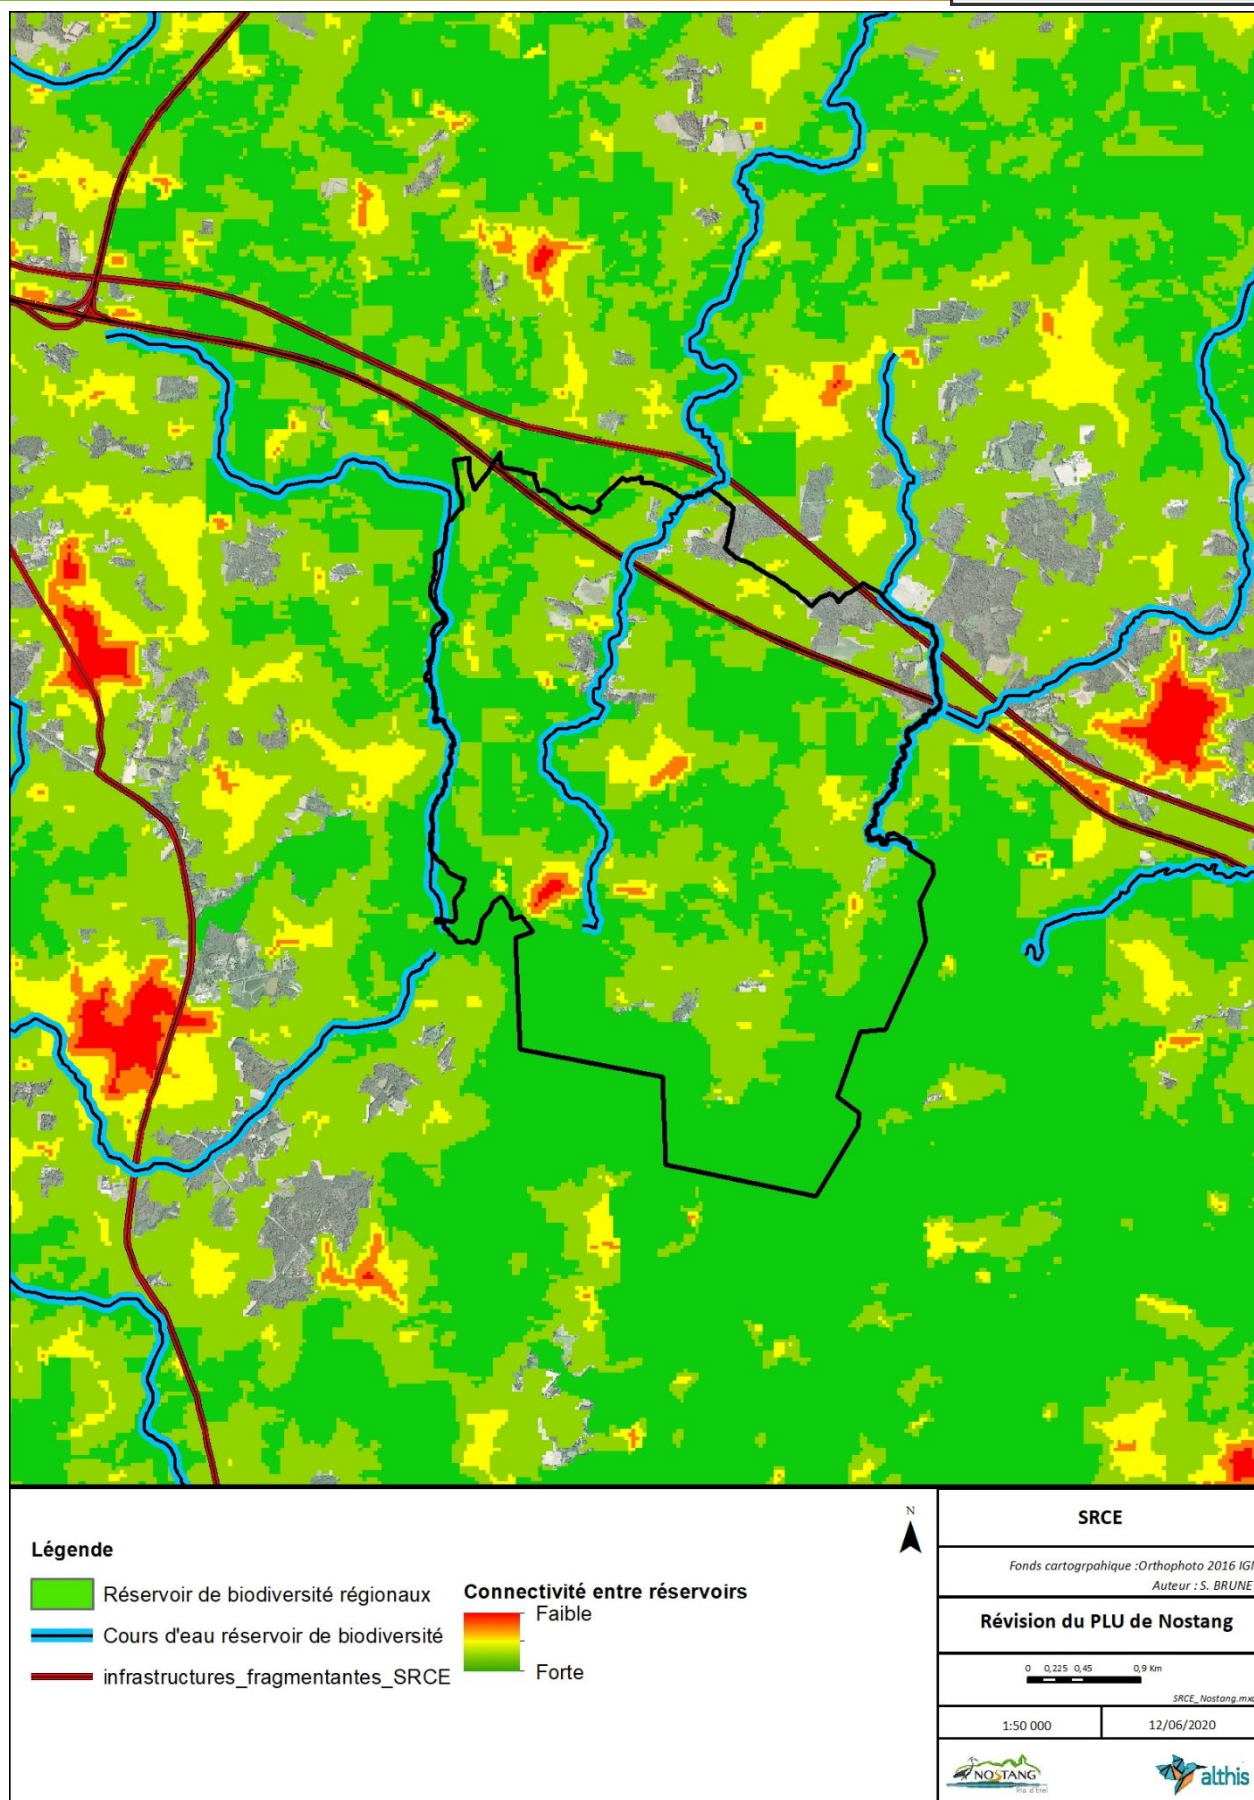 N
Légende
Réservoir de biodiversité régionaux
Cours d'eau réservoir de biodiversité
infrastructures_fragmentantes_SRCE
Connectivité entre réservoirs
Faible
Forte
SRCE
Fonds cartogrpahique :Orthophoto 2016 IGN
Auteur : S. BRUNE
Révision du PLU de Nostang
0 0,225 0,45 0,9 Km
SRCE_Nostang.mxd
1:50 000
12/06/2020
NOSTANG
Ria d'Etel
althis